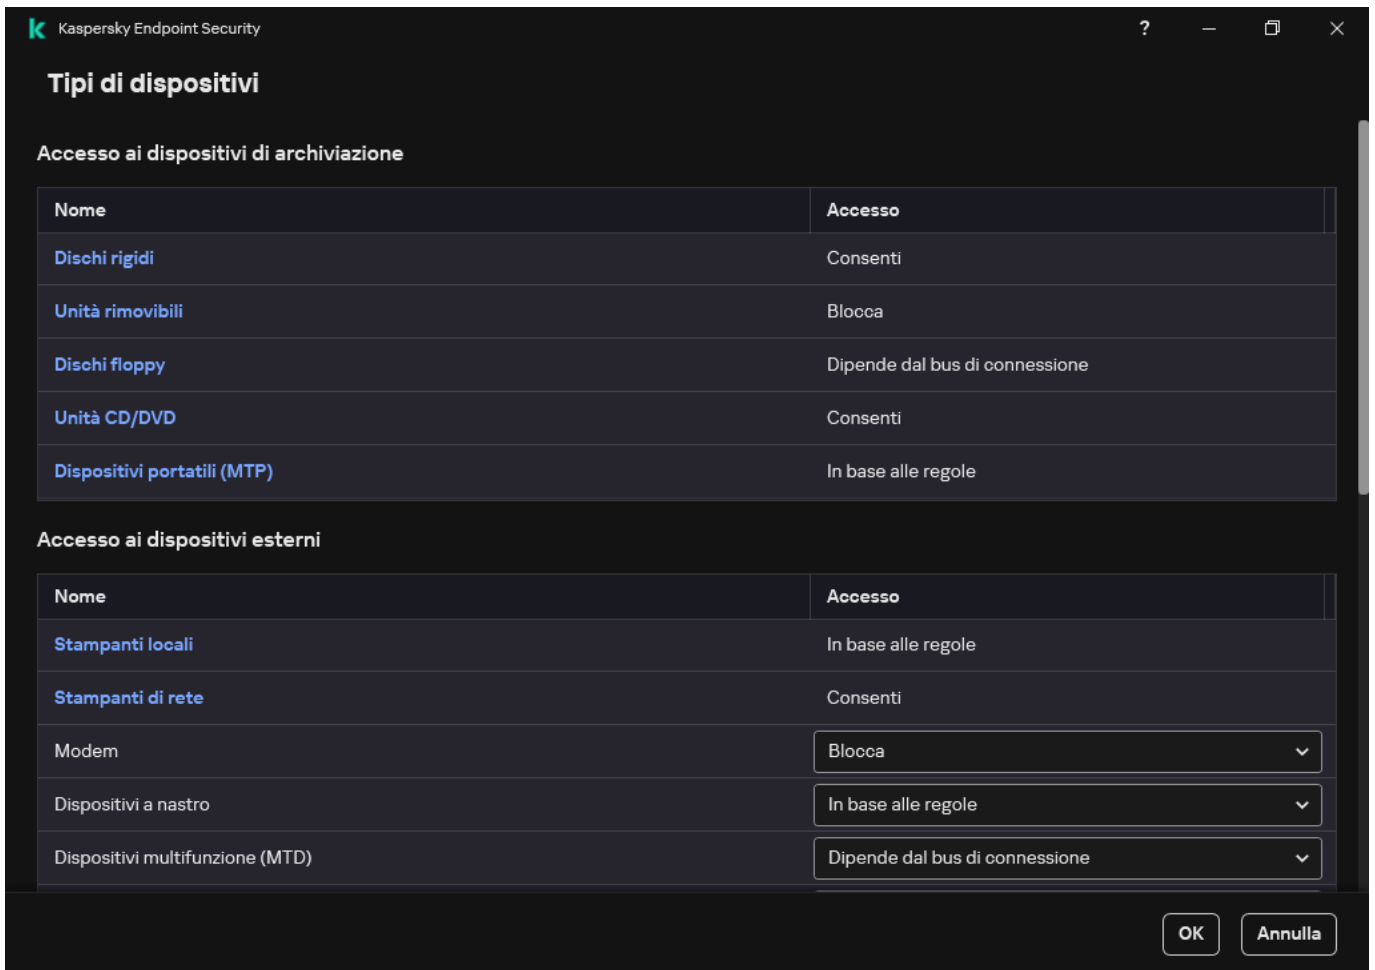 Kaspersky Endpoint Security ?
Tipi di dispositivi
Accesso ai dispositivi di archiviazione
Nome Accesso
Dischi rigidi Consenti
Unità rimovibili Blocca
Dischi floppy Dipende dal bus di connessione
Unità CD/DVD Consenti
Dispositivi portatili (MTP) In base alle regole
Accesso ai dispositivi esterni
Nome Accesso
Stampanti locali In base alle regole
Stampanti di rete Consenti
Modem Blocca
Dispositivi a nastro In base alle regole
Dispositivi multifunzione (MTD) Dipende dal bus di connessione
OK Annulla